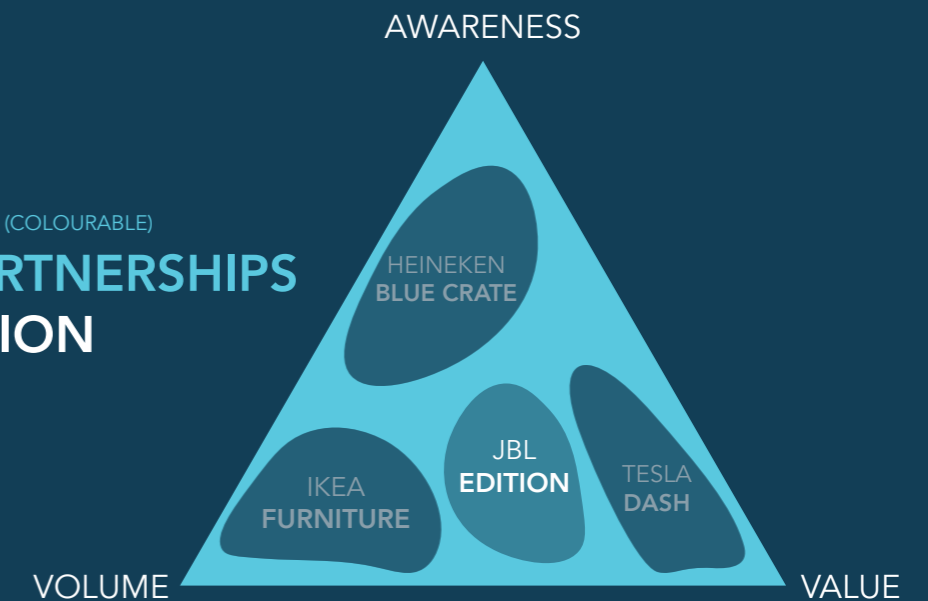 AWARENESS
(COLOURABLE)
RTNERSHIPS
ION
HEINEKEN
BLUE CRATE
JBL
EDITION
IKEA
FURNITURE
TESLA
DASH
VOLUME
VALUE